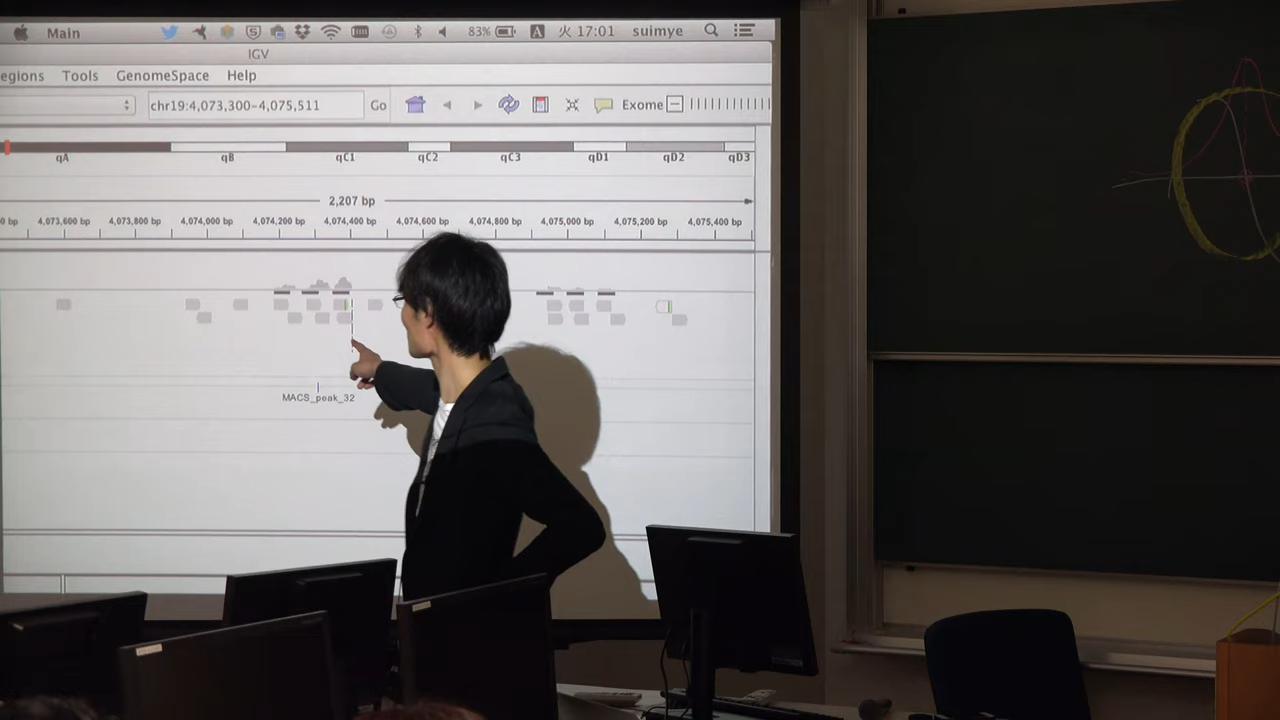 Main 83% A 火 17:01 suimye
IGV
egions Tools GenomeSpace Help
chr19:4,073,300-4,075,511 Go Exome
qA qB qC1 qC2 qC3 qD1 qD2 qD3
2,207 bp
0 bp 4,073,600 bp 4,073,800 bp 4,074,000 bp 4,074,200 bp 4,074,400 bp 4,074,600 bp 4,074,800 bp 4,075,000 bp 4,075,200 bp 4,075,400 bp
MACS_peak_32